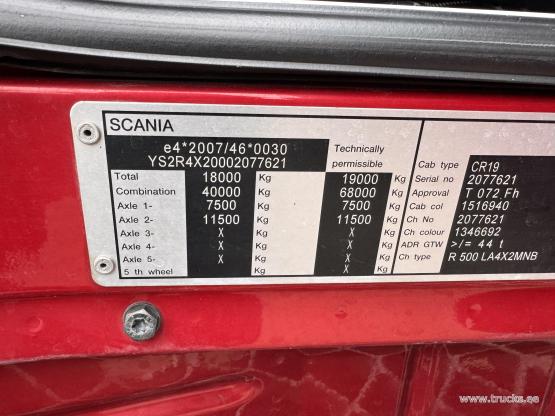 SCANIA
e4*2007/46*0030
YS2R4X20002077621
Technically
permissible
Total 18000 Kg 19000 Kg
Combination 40000 Kg 68000 Kg
Axle 1- 7500 Kg 7500 Kg
Axle 2- 11500 Kg 11500 Kg
Axle 3- X Kg X Kg
Axle 4- X Kg X Kg
Axle 5- X Kg X Kg
5 th wheel Kg X Kg
Cab type CR19
Serial no 2077621
Approval T 072 Fh
Cab col 1516940
Ch No 2077621
Ch colour 1346692
ADR GTW >/= 44 t
Ch type R 500 LA4X2MNB
www.trucks.ee